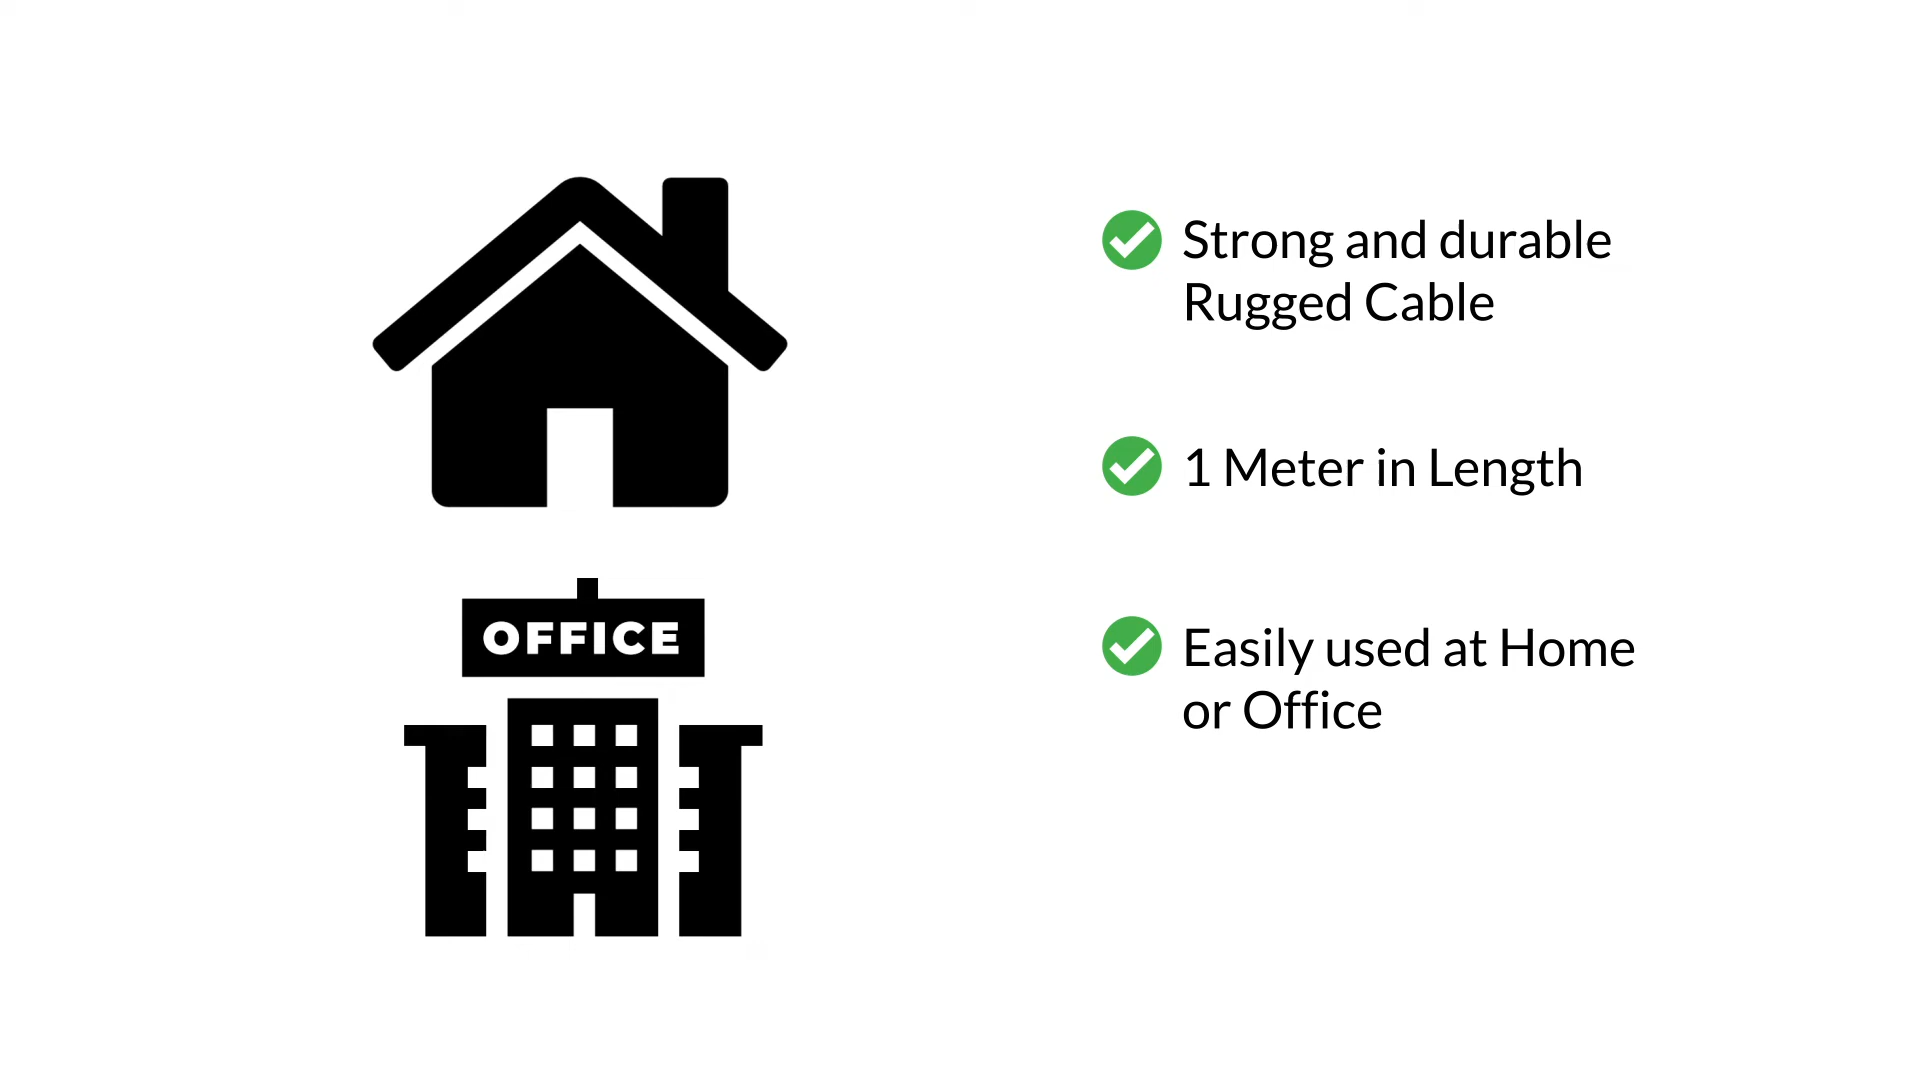 Strong and durable
Rugged Cable
1 Meter in Length
OFFICE
Easily used at Home
or Office